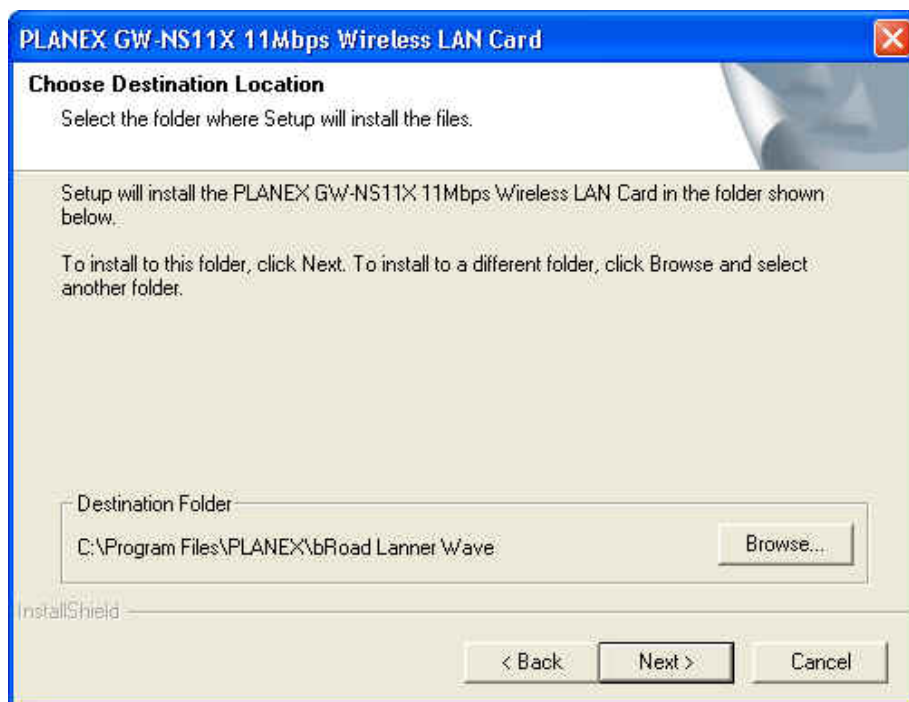 PLANEX GW-NS11X 11Mbps Wireless LAN Card
Choose Destination Location
Select the folder where Setup will install the files.
Setup will install the PLANEX GW-NS11X 11Mbps Wireless LAN Card in the folder shown
below.
To install to this folder, click Next. To install to a different folder, click Browse and select
another folder.
Destination Folder
C:\Program Files\PLANEX\bRoad Lanner Wave
Browse...
InstallShield
< Back
Next >
Cancel